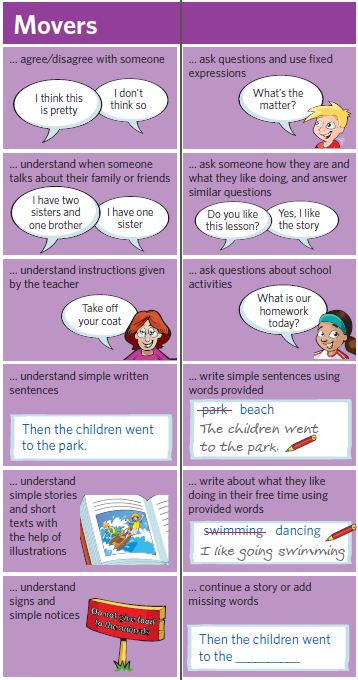 Movers
... agree/disagree with someone
I think this
is pretty
I don't
think so
... ask questions and use fixed
expressions
What's the
matter?
... understand when someone
talks about their family or friends
I have two
sisters and
one brother
I have one
sister
... ask someone how they are and
what they like doing, and answer
similar questions
Do you like
this lesson?
Yes, I like
the story
... understand instructions given
by the teacher
Take off
your coat
... ask questions about school
activities
What is our
homework
today?
... understand simple written
sentences
Then the children went
to the park.
... write simple sentences using
words provided
park beach
The children went
to the park.
... understand
simple stories
and short
texts with
the help of
illustrations
... write about what they like
doing in their free time using
provided words
swimming dancing
I like going swimming
... understand
signs and
simple notices
Do not give food
to the animals
... continue a story or add
missing words
Then the children went
to the __________